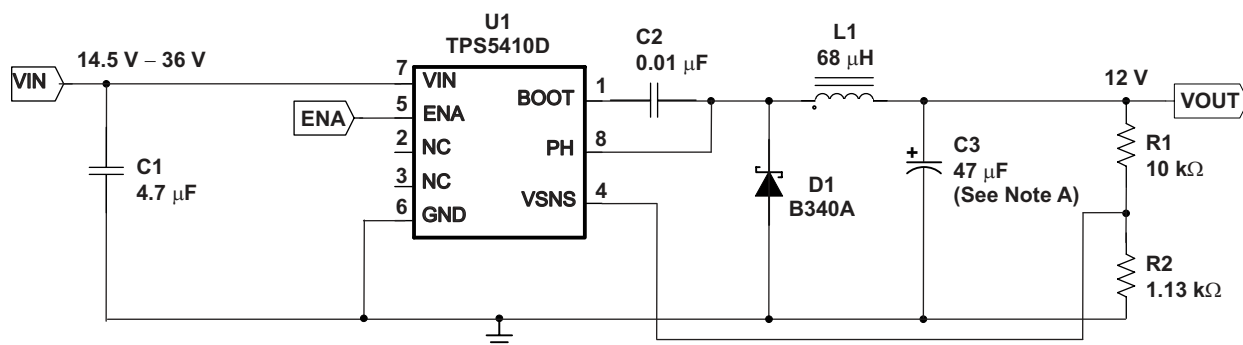 U1
TPS5410D
14.5 V – 36 V
VIN
7
VIN
5
ENA
ENA
2
NC
3
NC
6
GND
BOOT
1
PH
8
VSNS
4
C1
4.7 μF
C2
0.01 μF
L1
68 μH
D1
B340A
+
C3
47 μF
(See Note A)
12 V
VOUT
R1
10 kΩ
R2
1.13 kΩ